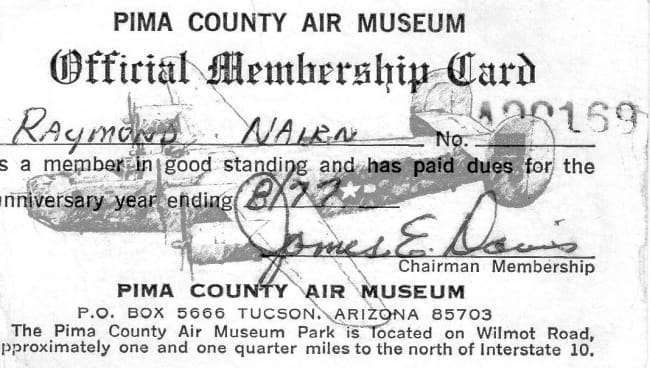 PIMA COUNTY AIR MUSEUM
Official Membership Card
RAYMOND NAIRN No.
s a member in good standing and has paid dues for the
nniversary year ending 8/77
James E. Davis
Chairman Membership
PIMA COUNTY AIR MUSEUM
P.O. BOX 5666 TUCSON, ARIZONA 85703
The Pima County Air Museum Park is located on Wilmot Road,
pproximately one and one quarter miles to the north of Interstate 10.